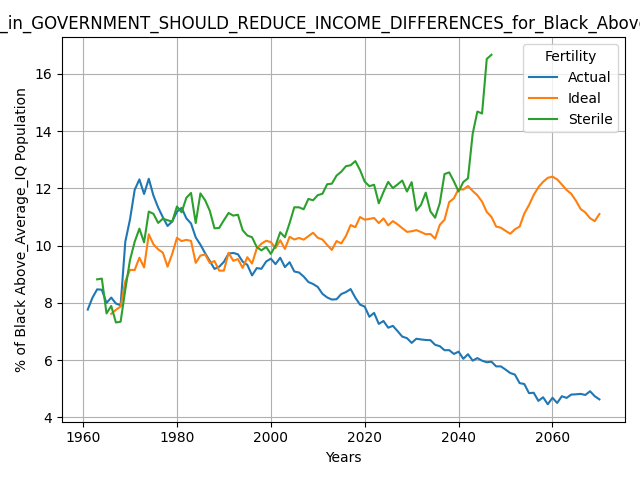 _in_GOVERNMENT_SHOULD_REDUCE_INCOME_DIFFERENCES_for_Black_Above
Fertility
Actual
Ideal
Sterile
% of Black Above_Average_IQ Population
16
14
12
10
8
6
4
1960 1980 2000 2020 2040 2060
Years